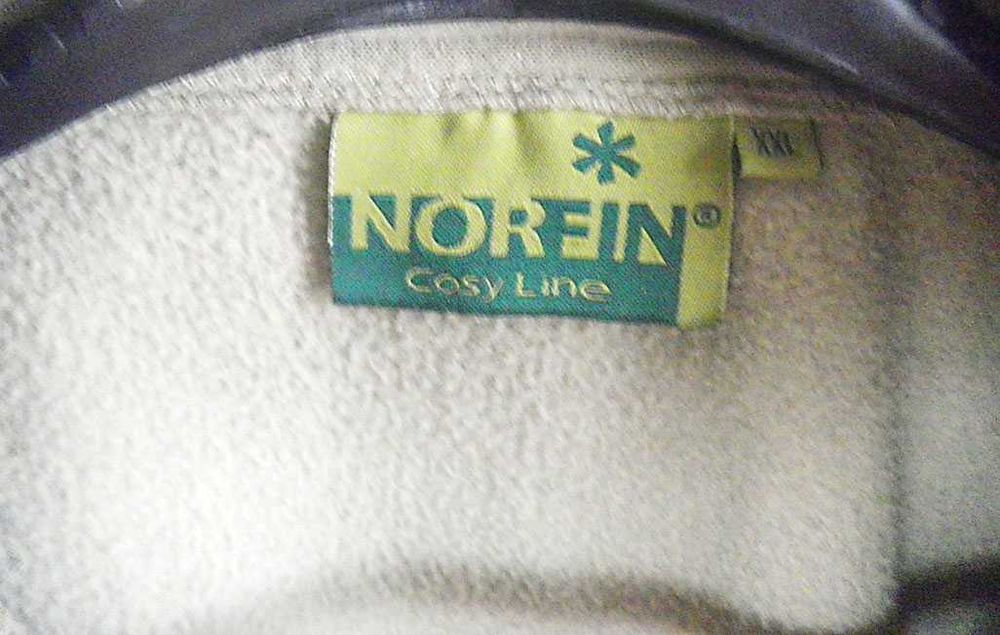 NORFIN®
Cosy Line
XXL